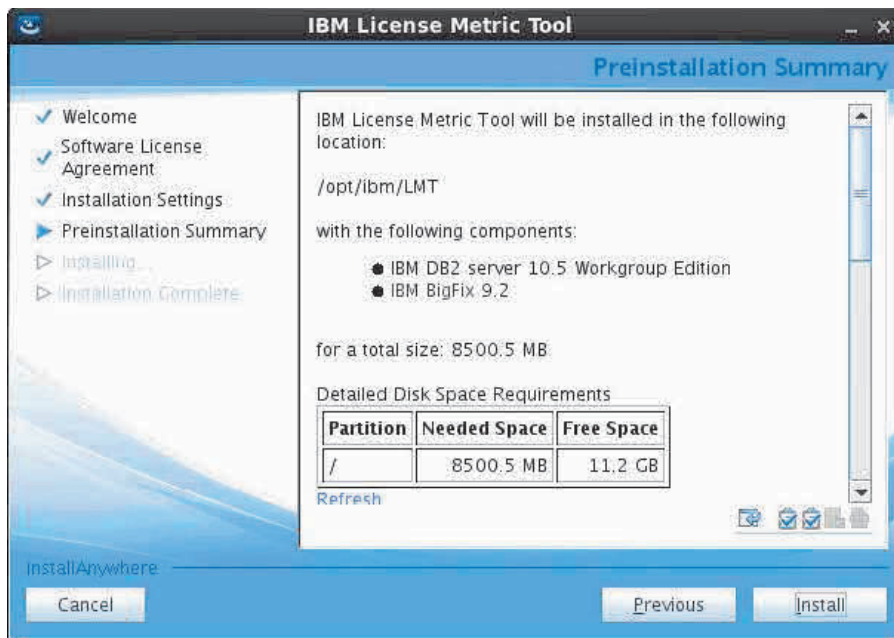 IBM License Metric Tool
Preinstallation Summary
Welcome
Software License
Agreement
Installation Settings
Preinstallation Summary
Installing...
Installation Complete
IBM License Metric Tool will be installed in the following
location:
/opt/ibm/LMT
with the following components:
● IBM DB2 server 10.5 Workgroup Edition
● IBM BigFix 9.2
for a total size: 8500.5 MB
Detailed Disk Space Requirements
Partition Needed Space Free Space
/ 8500.5 MB 11.2 GB
Refresh
InstallAnywhere
Cancel
Previous
Install